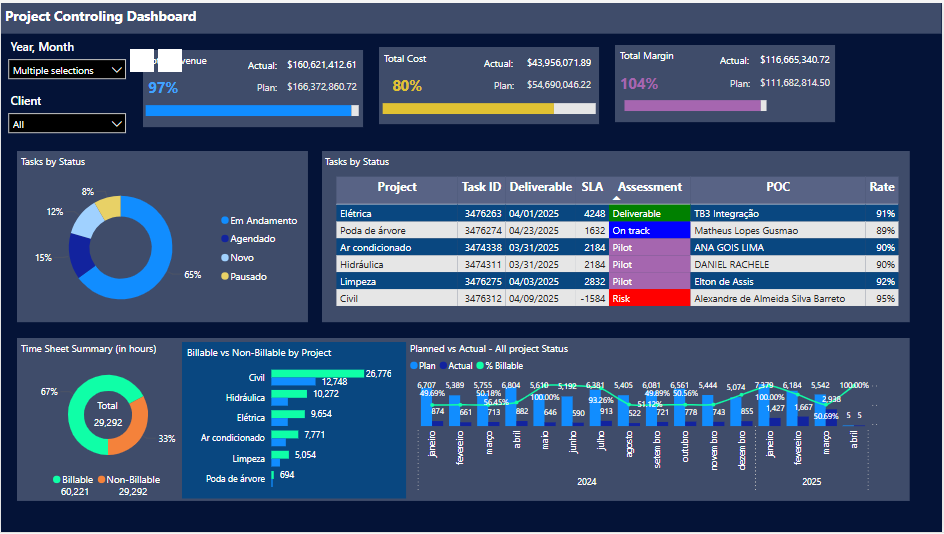 Project Controling Dashboard
Year, Month
Multiple selections
Client
All
venue
Actual: $160,621,412.61
97%
Plan: $166,372,860.72
Total Cost
Actual: $43,956,071.89
80%
Plan: $54,690,046.22
Total Margin
Actual: $116,665,340.72
104%
Plan: $111,682,814.50
Tasks by Status
8%
12%
15%
65%
Em Andamento
Agendado
Novo
Pausado
Tasks by Status
Project Task ID Deliverable SLA Assessment POC Rate
Elétrica 3476263 04/01/2025 4248 Deliverable TB3 Integração 91%
Poda de árvore 3476274 04/23/2025 1632 On track Matheus Lopes Gusmao 89%
Ar condicionado 3474338 03/31/2025 2184 Pilot ANA GOIS LIMA 90%
Hidráulica 3474311 03/31/2025 2184 Pilot DANIEL RACHELE 90%
Limpeza 3476275 04/03/2025 2832 Pilot Elton de Assis 92%
Civil 3476312 04/09/2025 -1584 Risk Alexandre de Almeida Silva Barreto 95%
Time Sheet Summary (in hours)
67%
Total
29,292
33%
Billable Non-Billable
60,221 29,292
Billable vs Non-Billable by Project
Civil 26,776
12,748
Hidráulica 10,272
Elétrica 9,654
Ar condicionado 7,771
Limpeza 5,054
Poda de árvore 694
Planned vs Actual - All project Status
Plan Actual % Billable
6,707 5,389 5,755 6,804 5,610 5,192 6,381 5,405 6,081 6,561 5,444 5,074 7,379 6,184 5,542 100.00%
49.69% 50.18% 56.45% 100.00% 93.26% 51.12% 49.89% 50.56% 100.00% 50.69%
874 661 713 882 646 590 913 522 721 778 743 855 1,427 1,667 2,938 5 5
janeiro fevereiro março abril maio junho julho agosto setembro outubro novembro dezembro janeiro fevereiro março abril
2024 2025